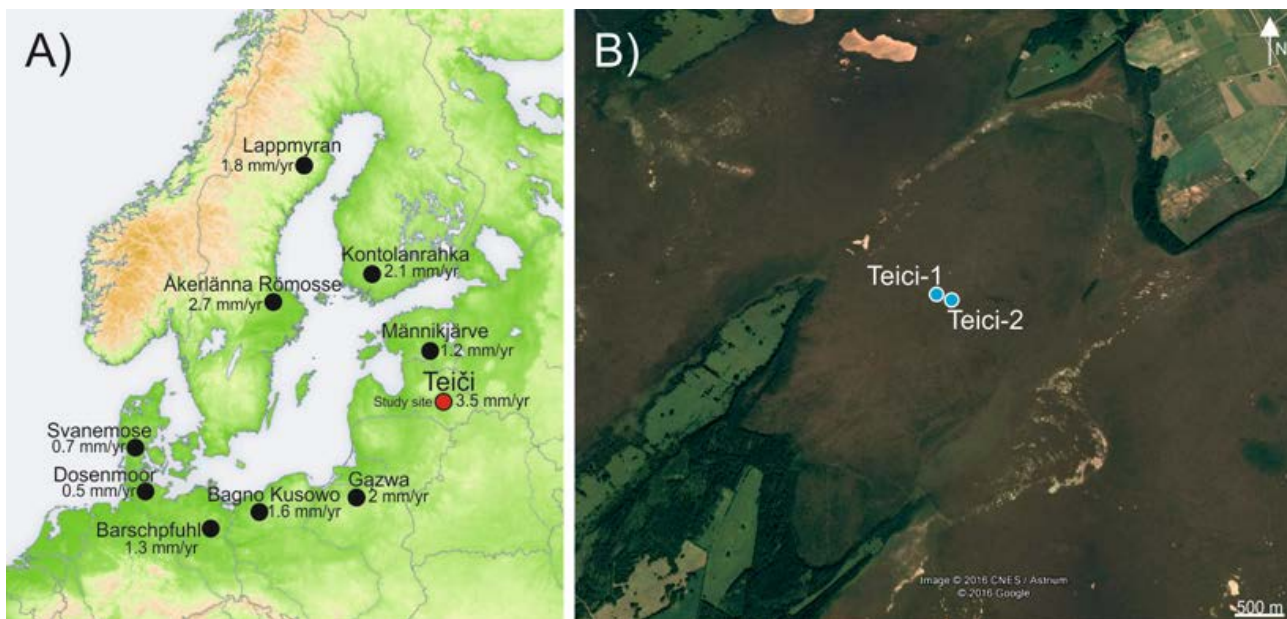 A)
Lappmyran
1.8 mm/yr
Kontolanrahka
2.1 mm/yr
Åkerlänna Römosse
2.7 mm/yr
Männikjärve
1.2 mm/yr
Teiči
Study site
3.5 mm/yr
Svanemose
0.7 mm/yr
Dosenmoor
0.5 mm/yr
Bagno Kusowo
1.6 mm/yr
Gazwa
2 mm/yr
Barschpfuhl
1.3 mm/yr
B)
N
Teici-1
Teici-2
Image © 2016 CNES / Astrium
© 2016 Google
500 m